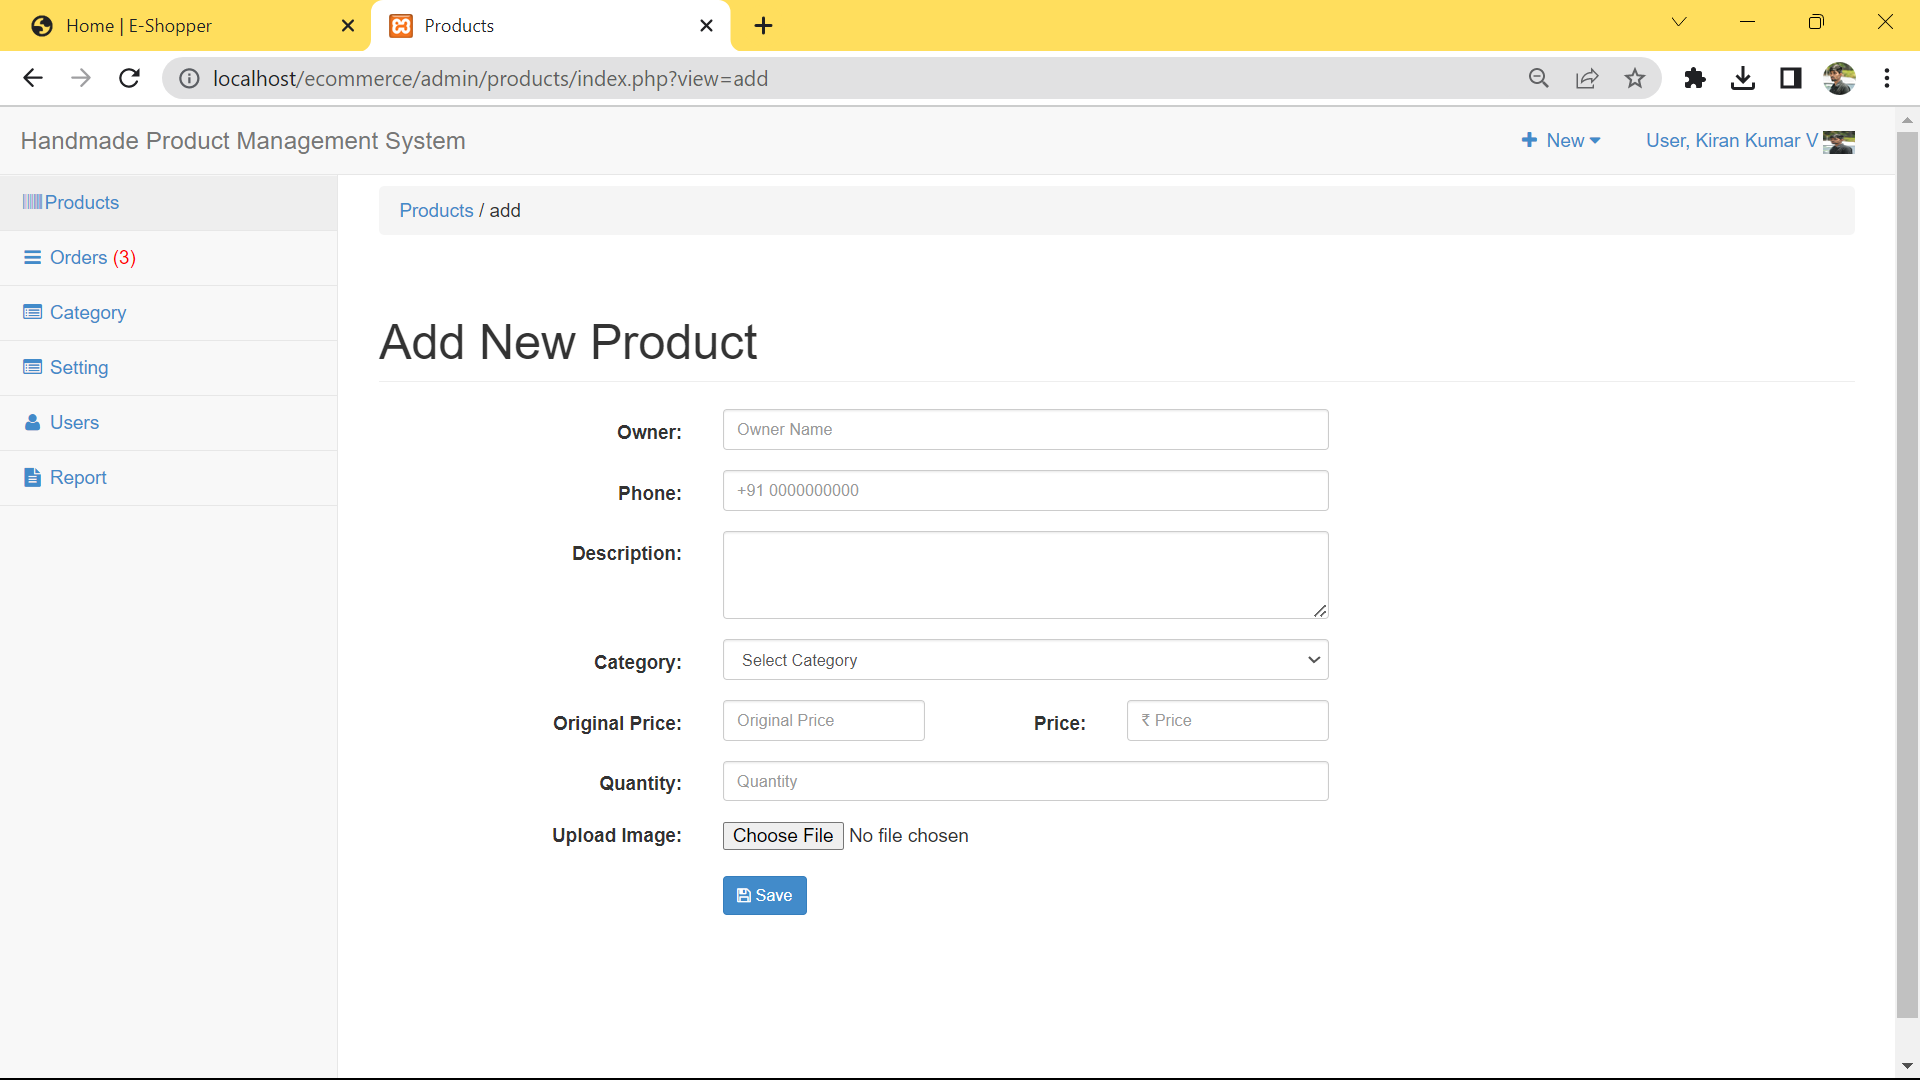 Home | E-Shopper
Products
localhost/ecommerce/admin/products/index.php?view=add
Handmade Product Management System
New
User, Kiran Kumar V
Products
Orders (3)
Category
Setting
Users
Report
Products / add
Add New Product
Owner: Owner Name
Phone: +91 0000000000
Description:
Category: Select Category
Original Price: Original Price Price: ₹ Price
Quantity: Quantity
Upload Image: Choose File No file chosen
Save